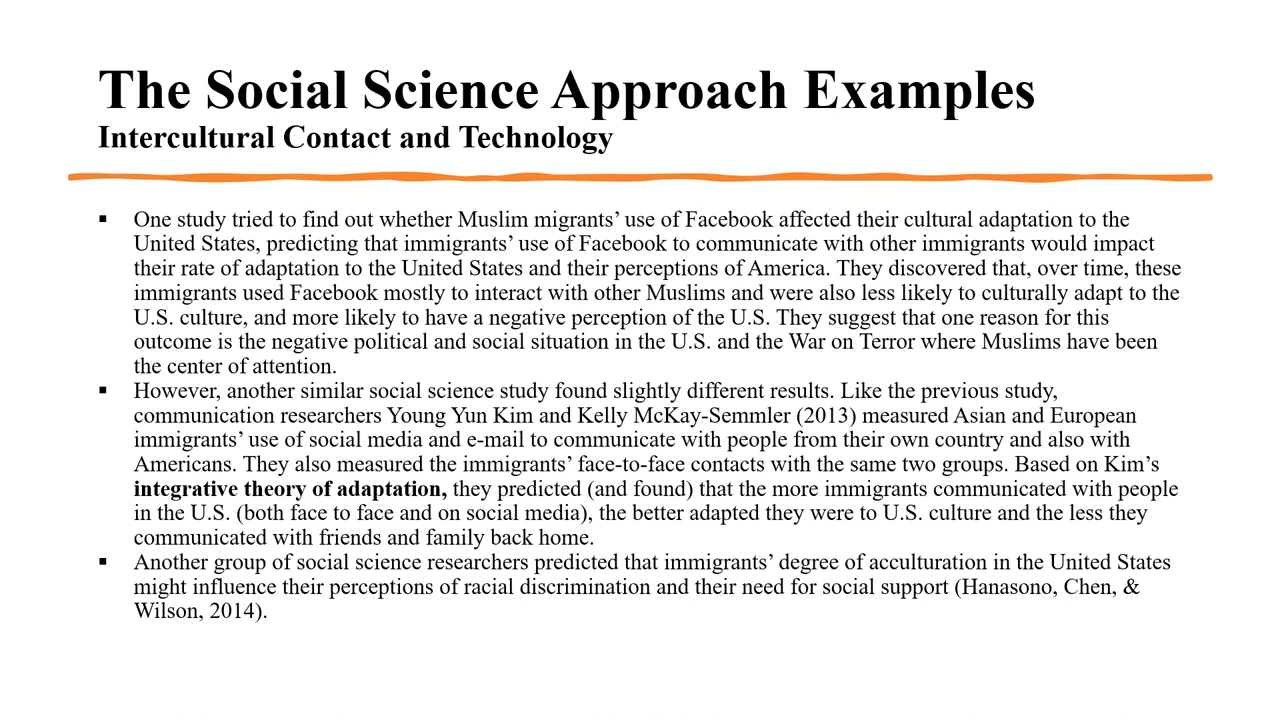 The Social Science Approach Examples
Intercultural Contact and Technology
▪ One study tried to find out whether Muslim migrants’ use of Facebook affected their cultural adaptation to the
United States, predicting that immigrants’ use of Facebook to communicate with other immigrants would impact
their rate of adaptation to the United States and their perceptions of America. They discovered that, over time, these
immigrants used Facebook mostly to interact with other Muslims and were also less likely to culturally adapt to the
U.S. culture, and more likely to have a negative perception of the U.S. They suggest that one reason for this
outcome is the negative political and social situation in the U.S. and the War on Terror where Muslims have been
the center of attention.
▪ However, another similar social science study found slightly different results. Like the previous study,
communication researchers Young Yun Kim and Kelly McKay-Semmler (2013) measured Asian and European
immigrants’ use of social media and e-mail to communicate with people from their own country and also with
Americans. They also measured the immigrants’ face-to-face contacts with the same two groups. Based on Kim’s
integrative theory of adaptation, they predicted (and found) that the more immigrants communicated with people
in the U.S. (both face to face and on social media), the better adapted they were to U.S. culture and the less they
communicated with friends and family back home.
▪ Another group of social science researchers predicted that immigrants’ degree of acculturation in the United States
might influence their perceptions of racial discrimination and their need for social support (Hanasono, Chen, &
Wilson, 2014).